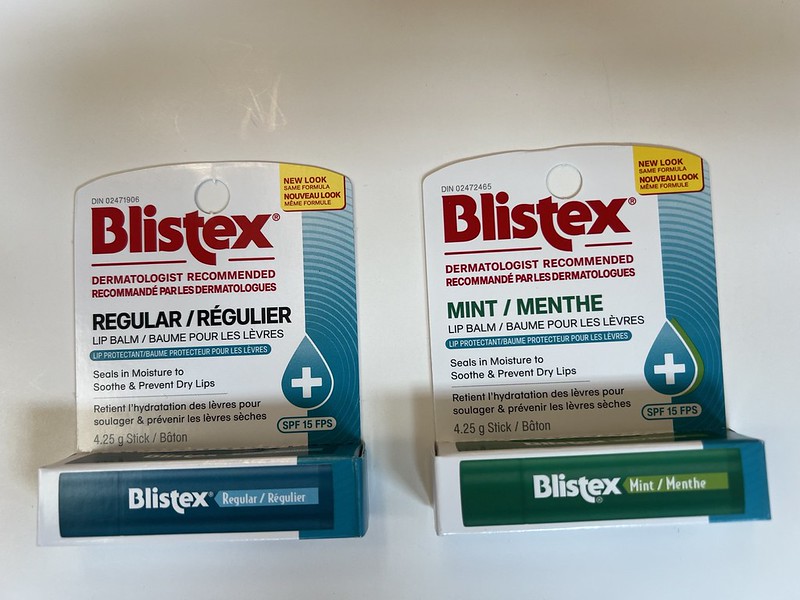 DIN 02471906
NEW LOOK
SAME FORMULA
NOUVEAU LOOK
MÊME FORMULE
Blistex®
DERMATOLOGIST RECOMMENDED
RECOMMANDÉ PAR LES DERMATOLOGUES
REGULAR / RÉGULIER
LIP BALM / BAUME POUR LES LÈVRES
LIP PROTECTANT/BAUME PROTECTEUR POUR LES LÈVRES
Seals in Moisture to
Soothe & Prevent Dry Lips
Retient l'hydratation des lèvres pour
soulager & prévenir les lèvres sèches
SPF 15 FPS
4.25 g Stick / Bâton
Blistex® Regular / Régulier
DIN 02472465
NEW LOOK
SAME FORMULA
NOUVEAU LOOK
MÊME FORMULE
Blistex®
DERMATOLOGIST RECOMMENDED
RECOMMANDÉ PAR LES DERMATOLOGUES
MINT / MENTHE
LIP BALM / BAUME POUR LES LÈVRES
LIP PROTECTANT/BAUME PROTECTEUR POUR LES LÈVRES
Seals in Moisture to
Soothe & Prevent Dry Lips
Retient l'hydratation des lèvres pour
soulager & prévenir les lèvres sèches
SPF 15 FPS
4.25 g Stick / Bâton
Blistex® Mint / Menthe